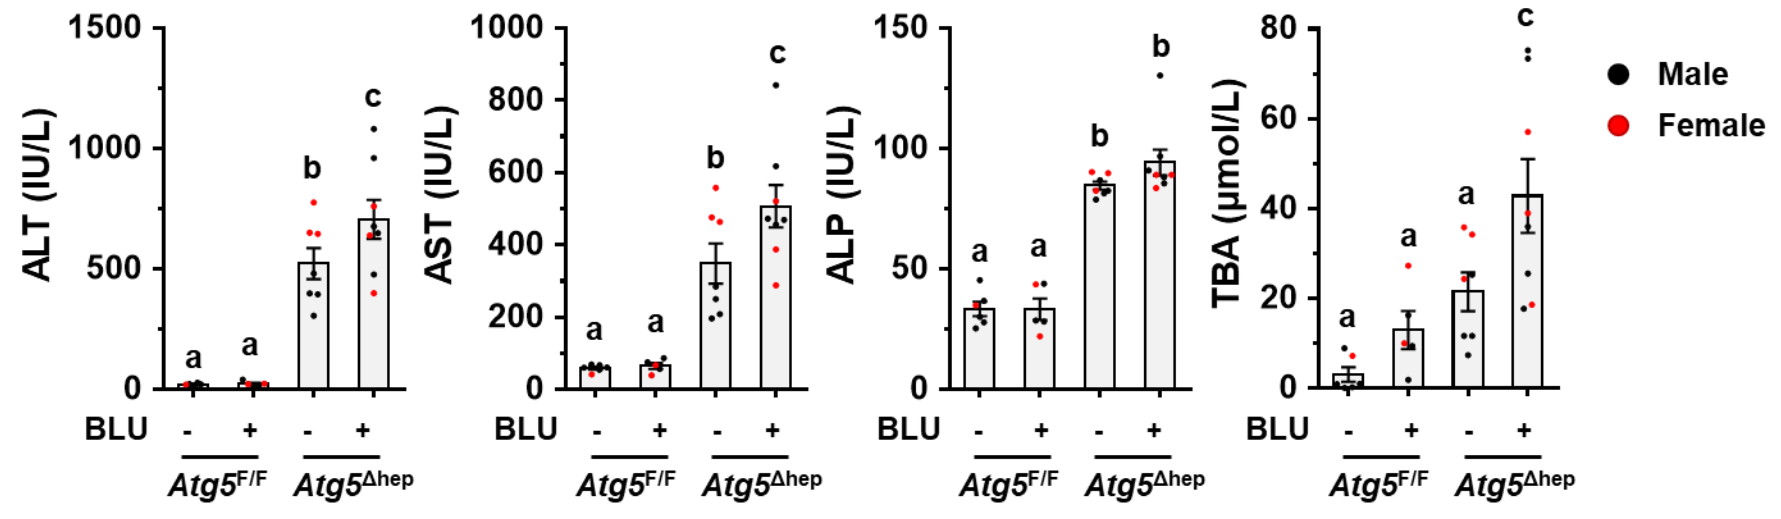 ALT (IU/L)
1500
1000
500
0
a
a
b
c
BLU - + - +
Atg5F/F Atg5Δhep
AST (IU/L)
1000
800
600
400
200
0
a
a
b
c
BLU - + - +
Atg5F/F Atg5Δhep
ALP (IU/L)
150
100
50
0
a
a
b
b
BLU - + - +
Atg5F/F Atg5Δhep
TBA (μmol/L)
80
60
40
20
0
a
a
a
c
BLU - + - +
Atg5F/F Atg5Δhep
Male
Female